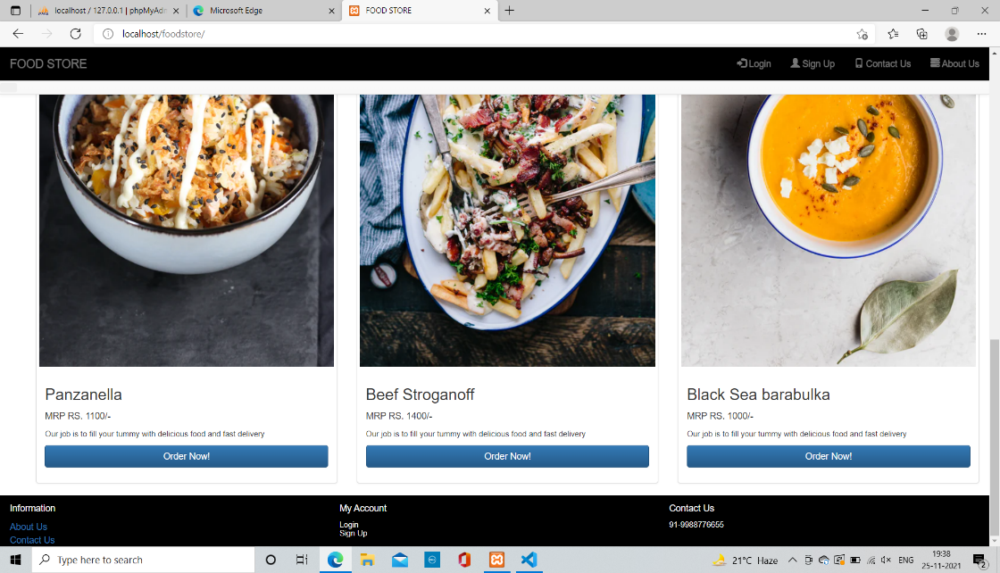 localhost / 127.0.0.1 | phpMyAdm
Microsoft Edge
FOOD STORE
localhost/foodstore/
FOOD STORE
Login
Sign Up
Contact Us
About Us
Panzanella
MRP RS. 1100/-
Our job is to fill your tummy with delicious food and fast delivery
Order Now!
Beef Stroganoff
MRP RS. 1400/-
Our job is to fill your tummy with delicious food and fast delivery
Order Now!
Black Sea barabulka
MRP RS. 1000/-
Our job is to fill your tummy with delicious food and fast delivery
Order Now!
Information
About Us
Contact Us
My Account
Login
Sign Up
Contact Us
91-9988776655
Type here to search
21°C Haze
ENG
19:38
25-11-2021